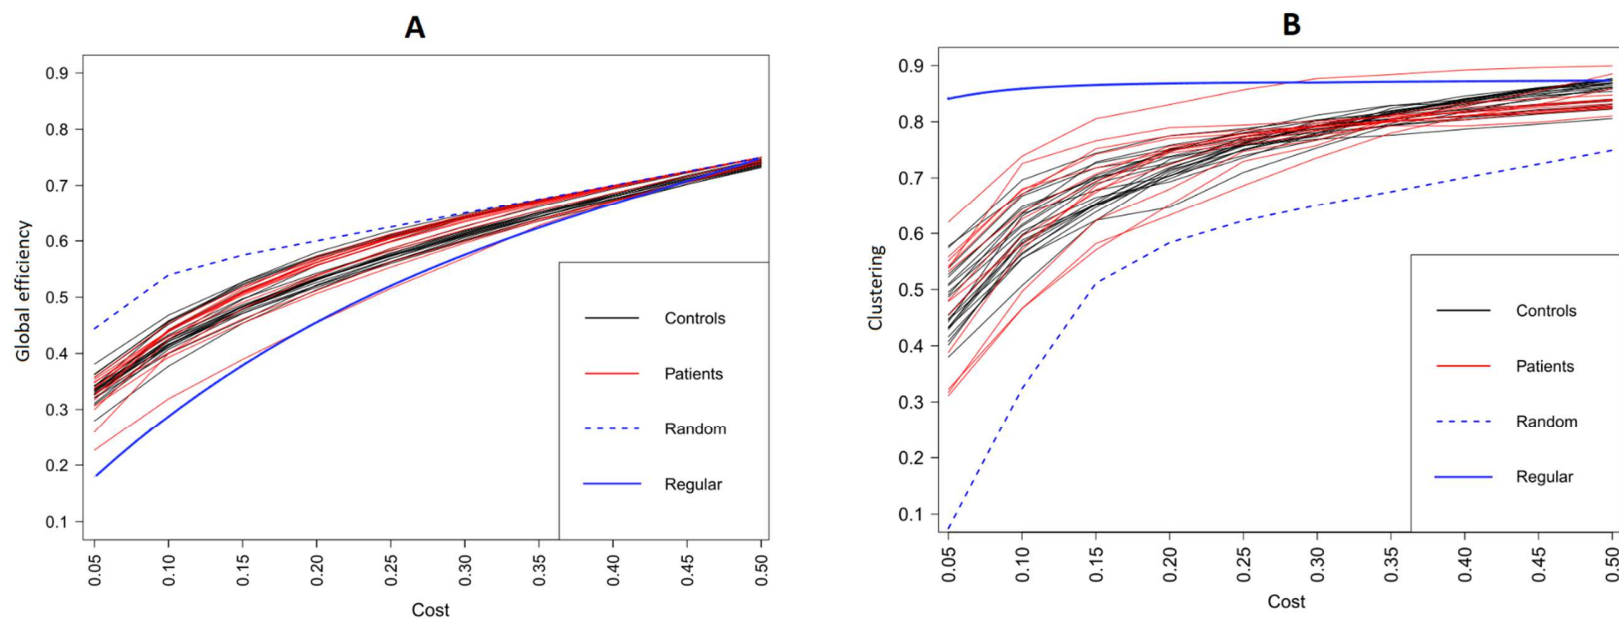 A
Global efficiency
0.9
0.8
0.7
0.6
0.5
0.4
0.3
0.2
0.1
Controls
Patients
Random
Regular
0.05
0.10
0.15
0.20
0.25
0.30
0.35
0.40
0.45
0.50
Cost
B
Clustering
0.9
0.8
0.7
0.6
0.5
0.4
0.3
0.2
0.1
Controls
Patients
Random
Regular
0.05
0.10
0.15
0.20
0.25
0.30
0.35
0.40
0.45
0.50
Cost